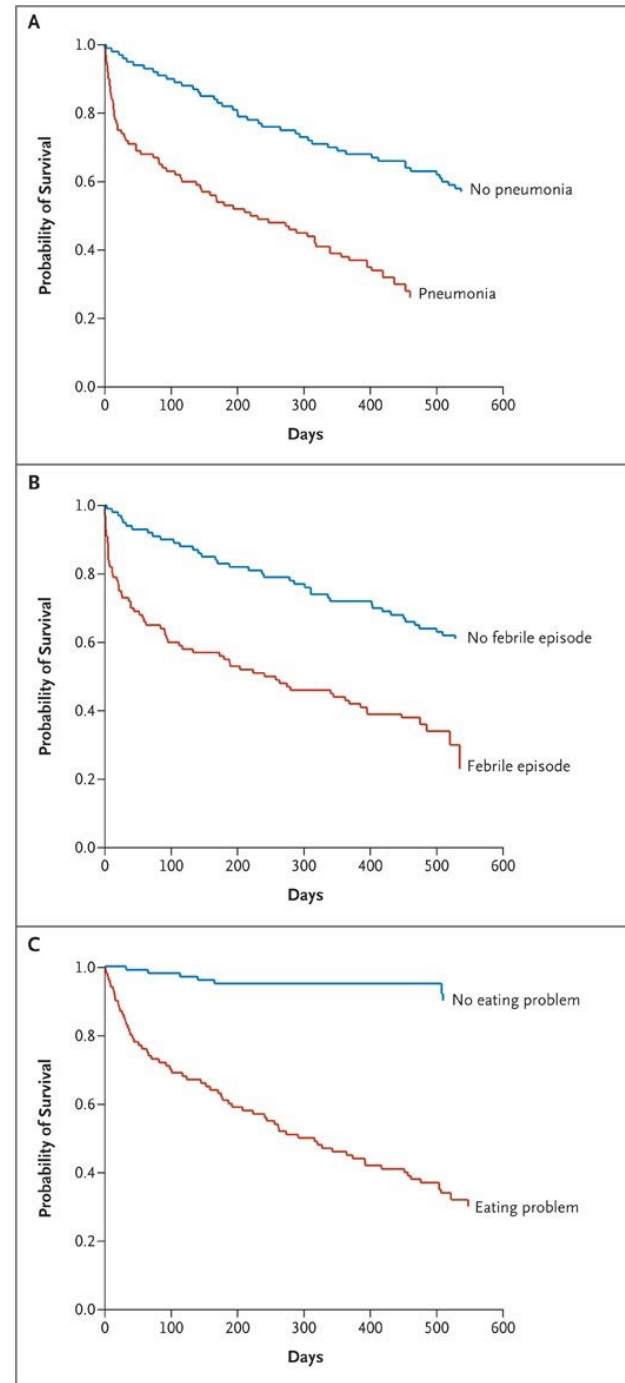 A
1.0
0.8
0.6
0.4
0.2
0.0
Probability of Survival
No pneumonia
Pneumonia
0 100 200 300 400 500 600
Days
B
1.0
0.8
0.6
0.4
0.2
0.0
Probability of Survival
No febrile episode
Febrile episode
0 100 200 300 400 500 600
Days
C
1.0
0.8
0.6
0.4
0.2
0.0
Probability of Survival
No eating problem
Eating problem
0 100 200 300 400 500 600
Days